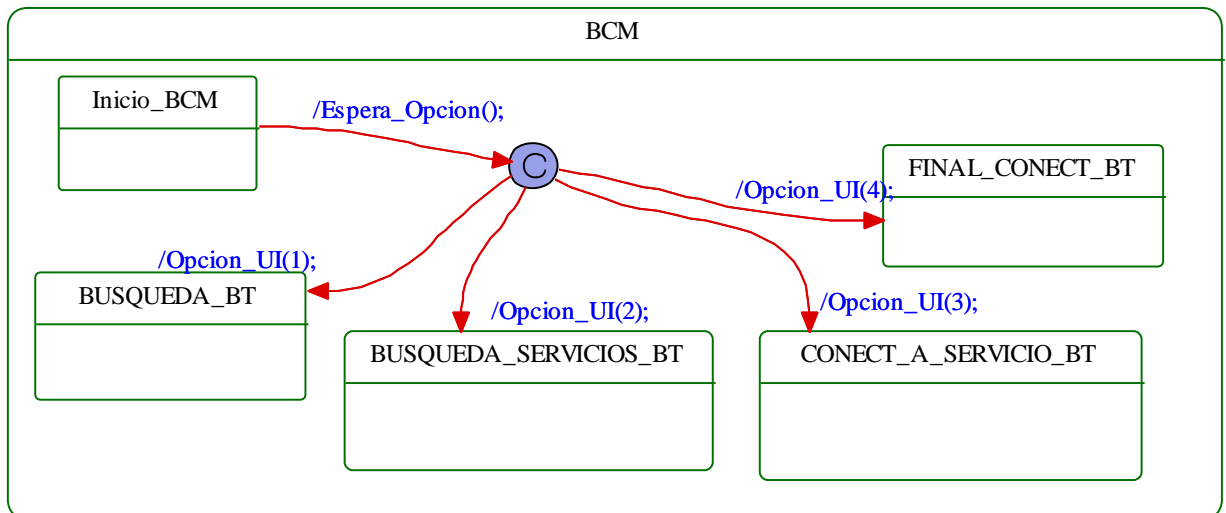 BCM
Inicio_BCM
/Espera_Opcion();
C
FINAL_CONECT_BT
/Opcion_UI(4);
/Opcion_UI(1);
BUSQUEDA_BT
/Opcion_UI(2);
/Opcion_UI(3);
BUSQUEDA_SERVICIOS_BT
CONECT_A_SERVICIO_BT